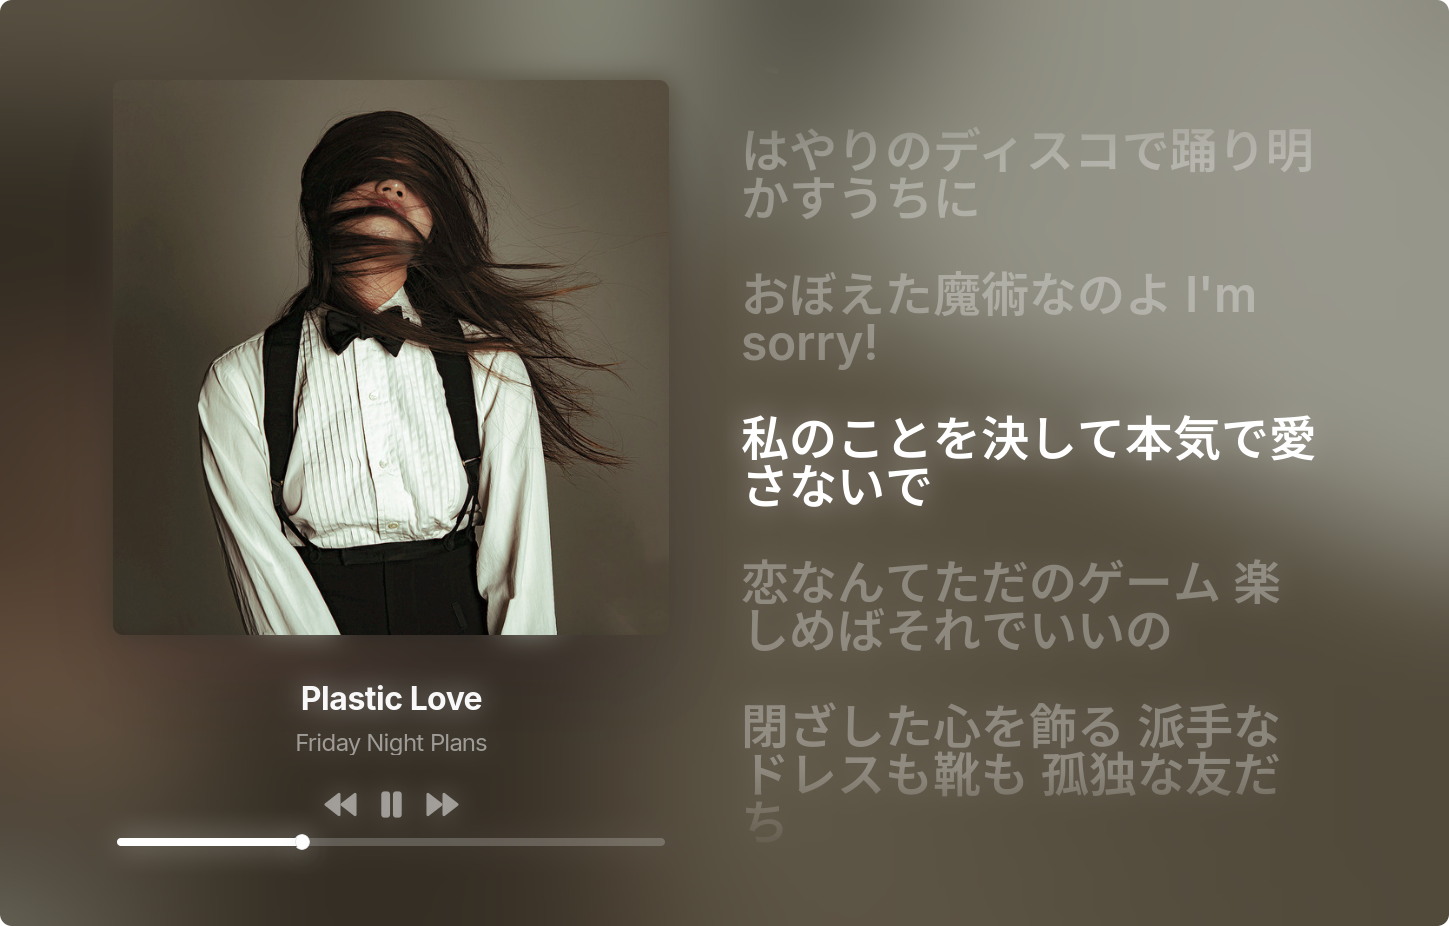 はやりのディスコで踊り明
かすうちに
おぼえた魔術なのよ I'm
sorry!
私のことを決して本気で愛
さないで
恋なんてただのゲーム 楽
しめばそれでいいの
閉ざした心を飾る 派手な
ドレスも靴も 孤独な友だ
ち
Plastic Love
Friday Night Plans